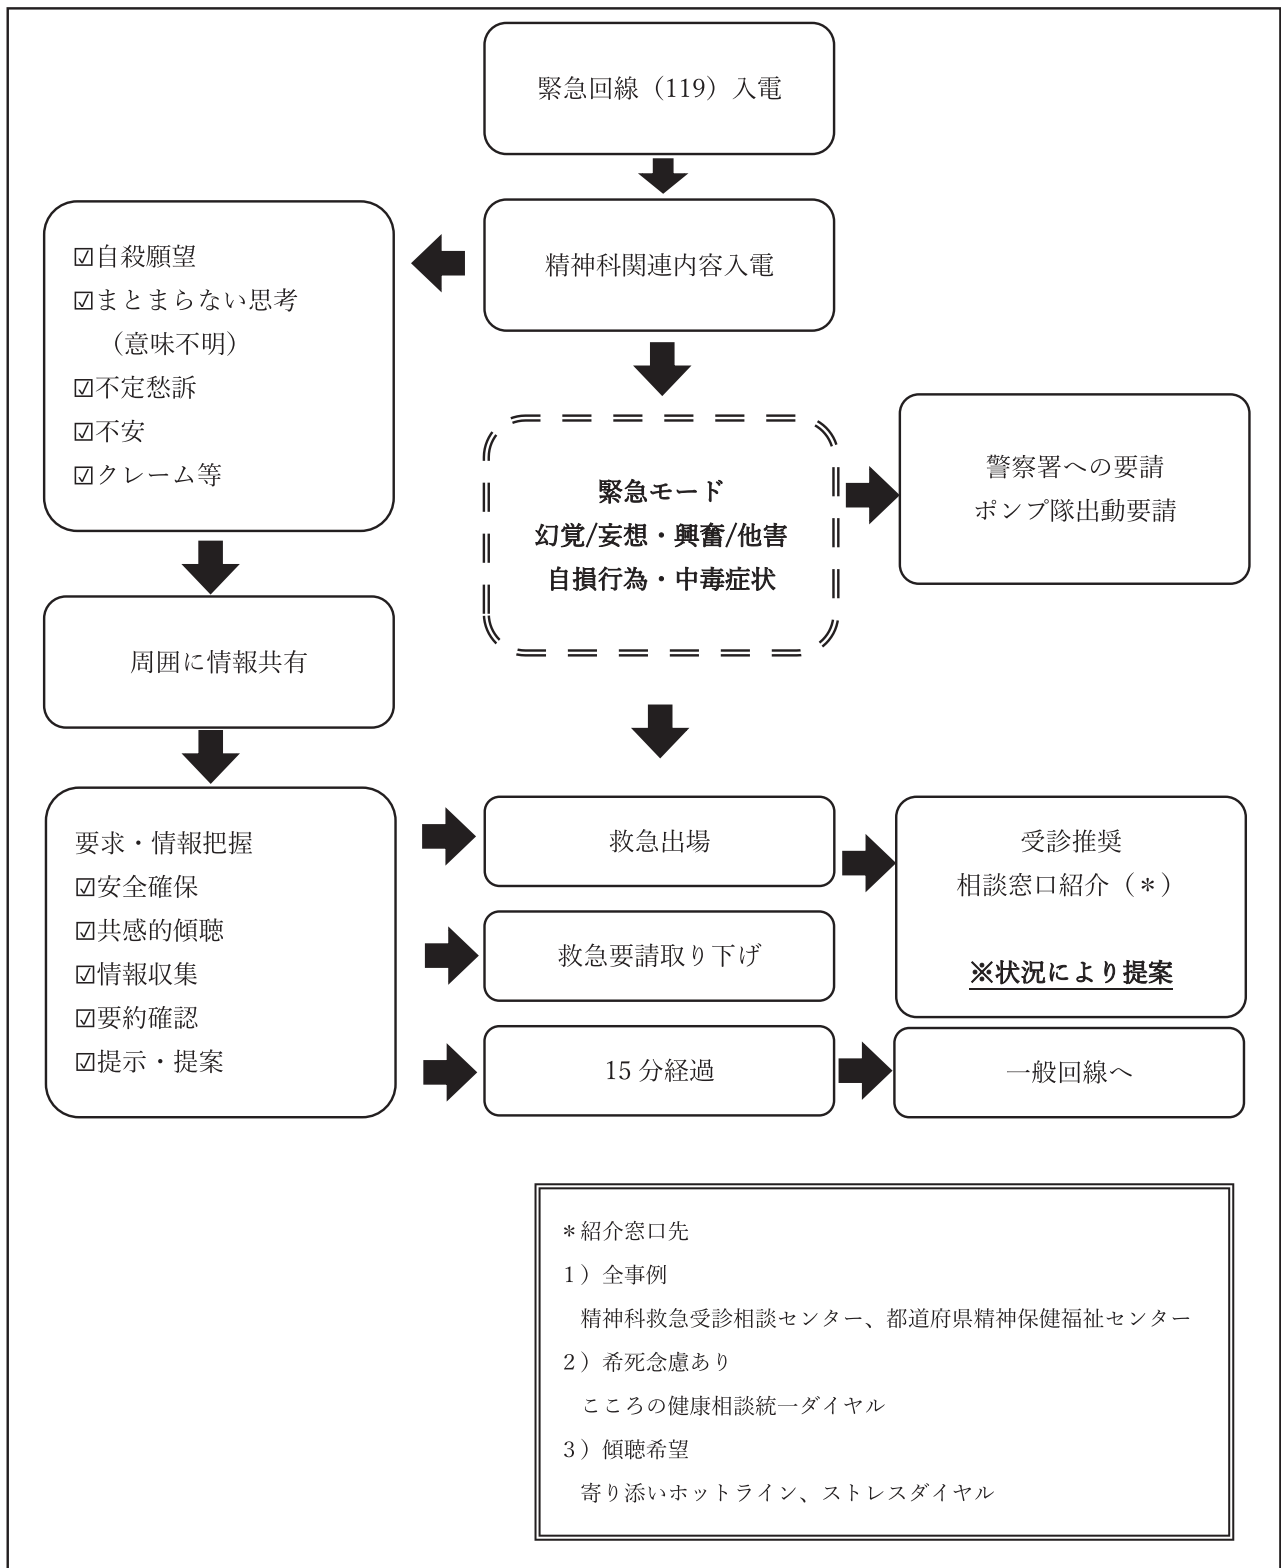 緊急回線（119）入電
精神科関連内容入電
☑自殺願望
☑まとまらない思考
（意味不明）
☑不定愁訴
☑不安
☑クレーム等
緊急モード
幻覚/妄想・興奮/他害
自損行為・中毒症状
警察署への要請
ポンプ隊出動要請
周囲に情報共有
要求・情報把握
☑安全確保
☑共感的傾聴
☑情報収集
☑要約確認
☑提示・提案
救急出場
救急要請取り下げ
15 分経過
受診推奨
相談窓口紹介（＊）
※状況により提案
一般回線へ
＊紹介窓口先
1）全事例
精神科救急受診相談センター、都道府県精神保健福祉センター
2）希死念慮あり
こころの健康相談統一ダイヤル
3）傾聴希望
寄り添いホットライン、ストレスダイヤル